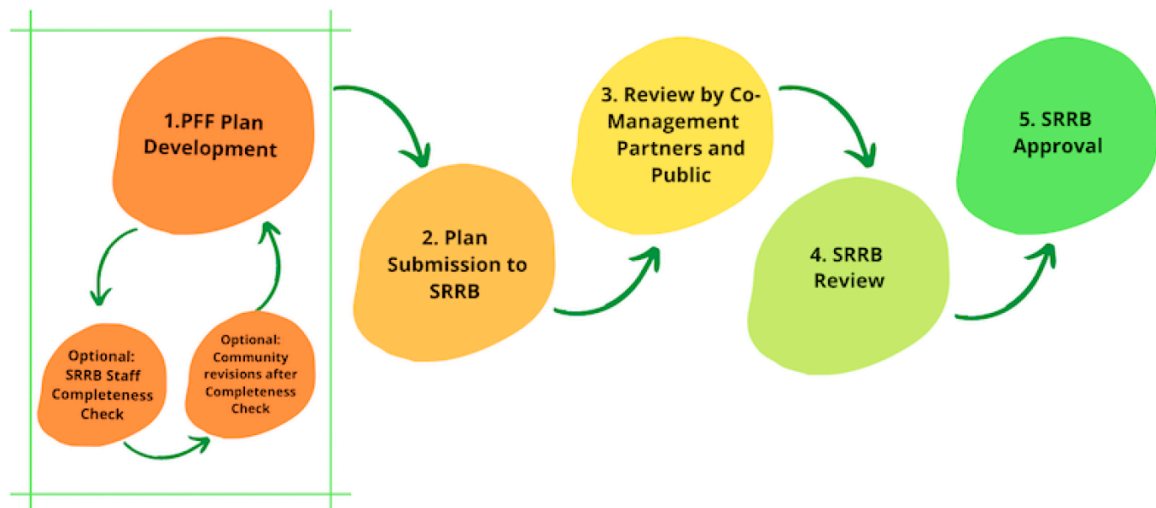 1.PFF Plan
Development
Optional:
SRRB Staff
Completeness
Check
Optional:
Community
revisions after
Completeness
Check
2. Plan
Submission to
SRRB
3. Review by Co-
Management
Partners and
Public
4. SRRB
Review
5. SRRB
Approval